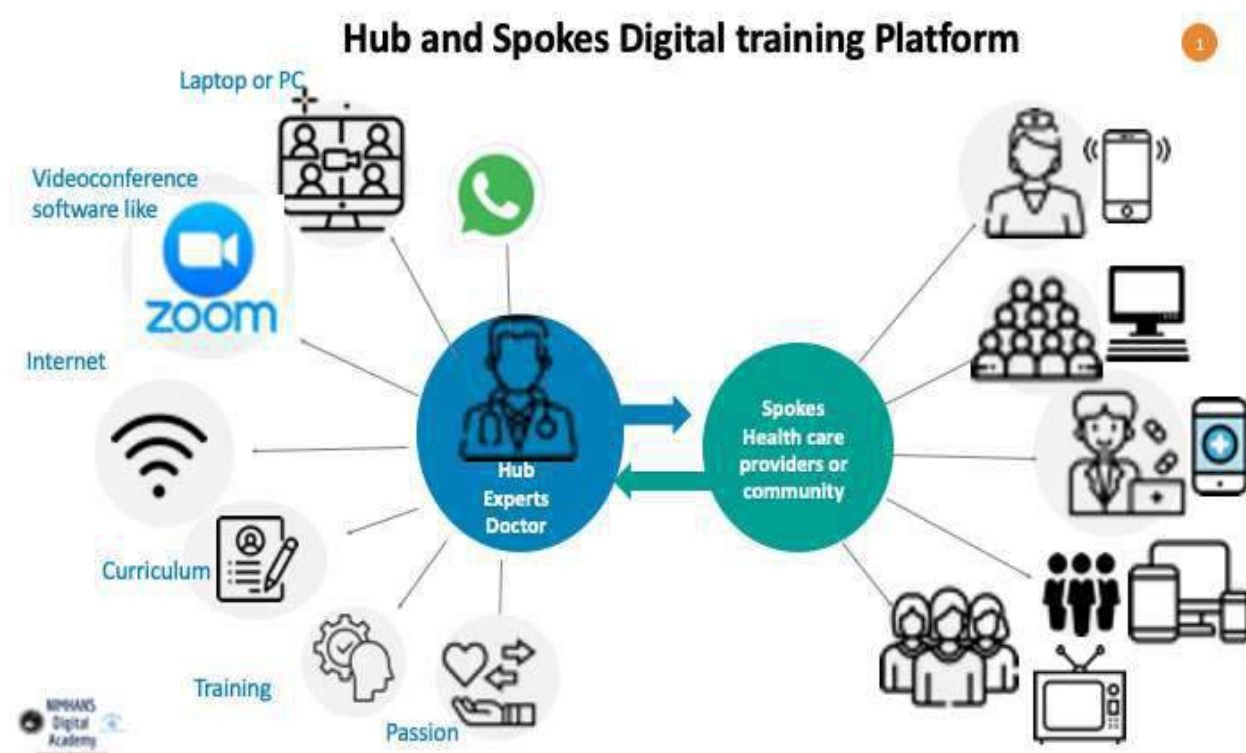 Hub and Spokes Digital training Platform
1
Laptop or PC
Videoconference
software like
zoom
Internet
Curriculum
Training
Passion
Hub
Experts
Doctor
Spokes
Health care
providers or
community
NIMHANS
Digital
Academy